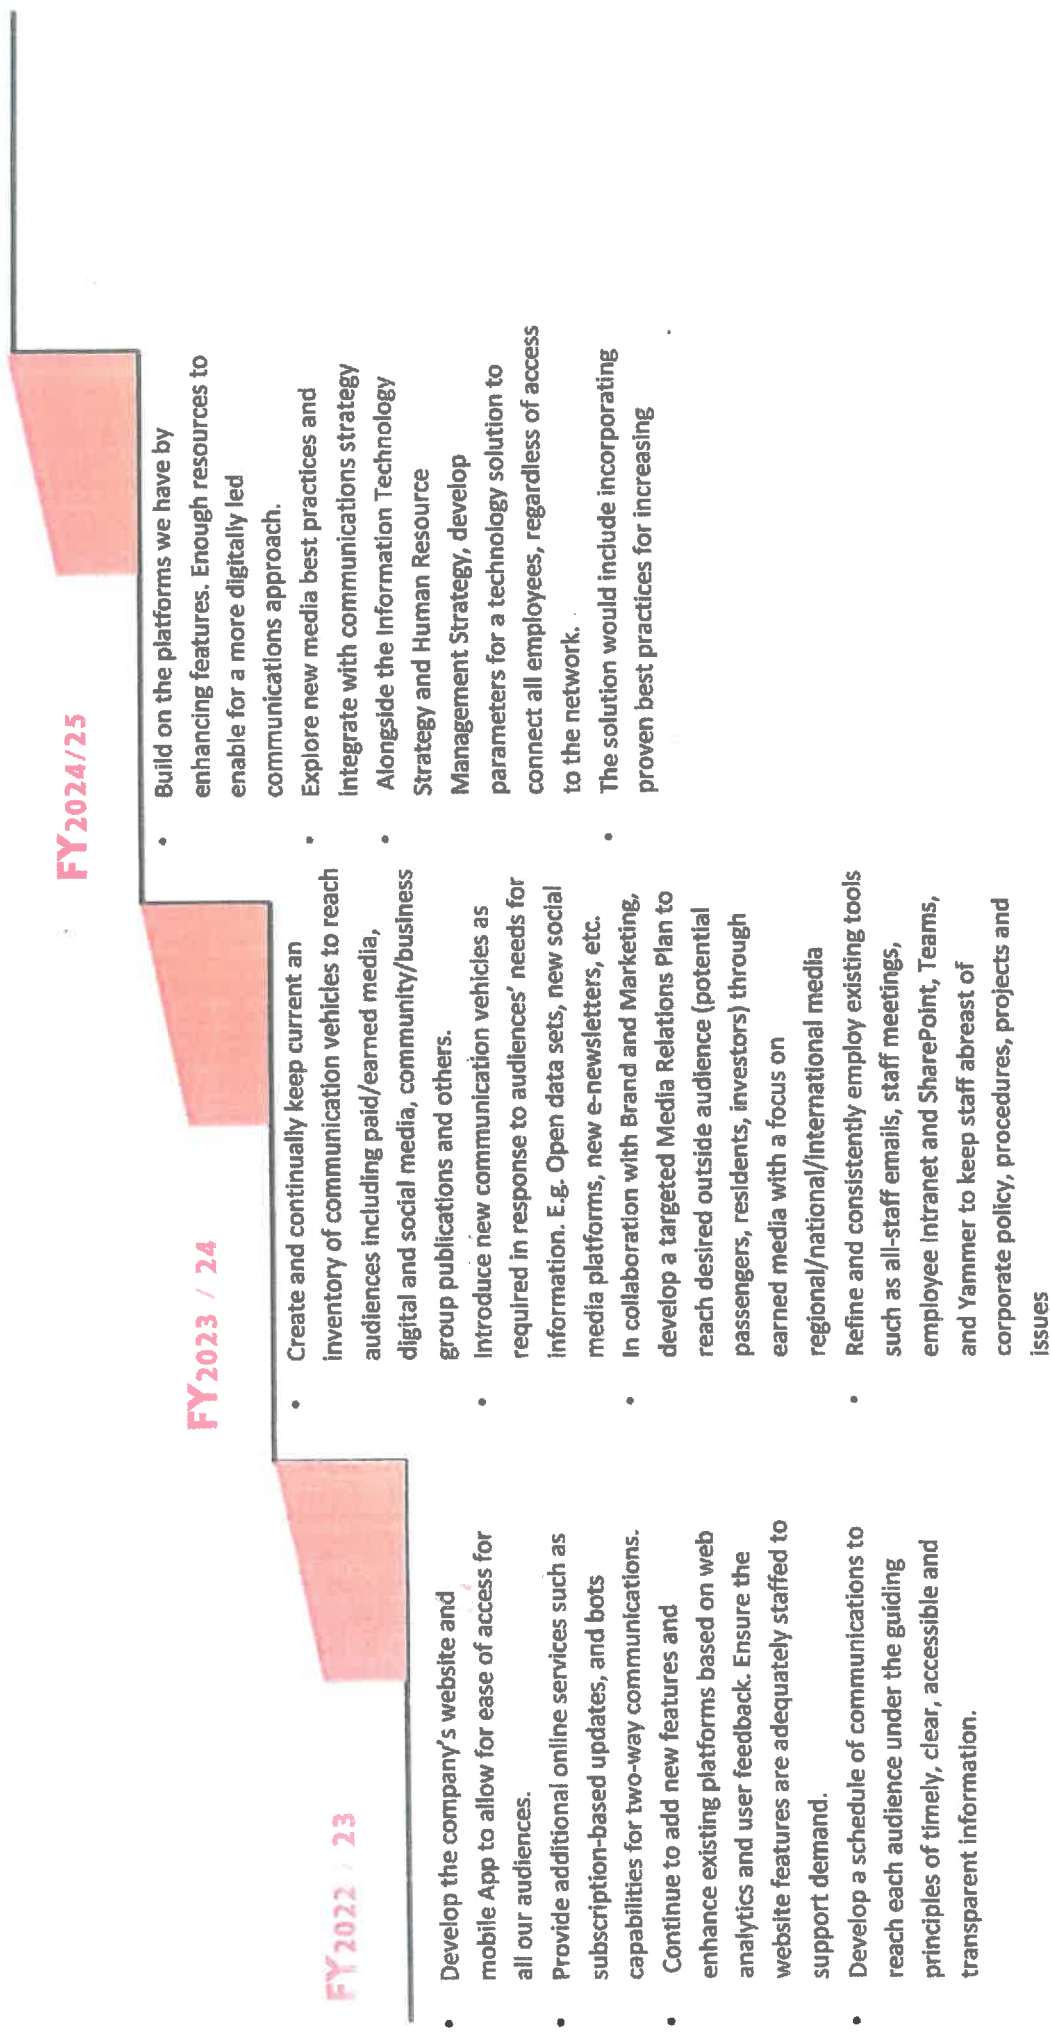 FY2022 / 23
• Develop the company's website and
mobile App to allow for ease of access for
all our audiences.
• Provide additional online services such as
subscription-based updates, and bots
capabilities for two-way communications.
• Continue to add new features and
enhance existing platforms based on web
analytics and user feedback. Ensure the
website features are adequately staffed to
support demand.
• Develop a schedule of communications to
reach each audience under the guiding
principles of timely, clear, accessible and
transparent information.
FY2023 / 24
• Create and continually keep current an
inventory of communication vehicles to reach
audiences including paid/earned media,
digital and social media, community/business
group publications and others.
• Introduce new communication vehicles as
required in response to audiences' needs for
information. E.g. Open data sets, new social
media platforms, new e-newsletters, etc.
• In collaboration with Brand and Marketing,
develop a targeted Media Relations Plan to
reach desired outside audience (potential
passengers, residents, investors) through
earned media with a focus on
regional/national/international media
• Refine and consistently employ existing tools
such as all-staff emails, staff meetings,
employee Intranet and SharePoint, Teams,
and Yammer to keep staff abreast of
corporate policy, procedures, projects and
issues
FY2024/25
• Build on the platforms we have by
enhancing features. Enough resources to
enable for a more digitally led
communications approach.
• Explore new media best practices and
integrate with communications strategy
• Alongside the Information Technology
Strategy and Human Resource
Management Strategy, develop
parameters for a technology solution to
connect all employees, regardless of access
to the network.
• The solution would include incorporating
proven best practices for increasing